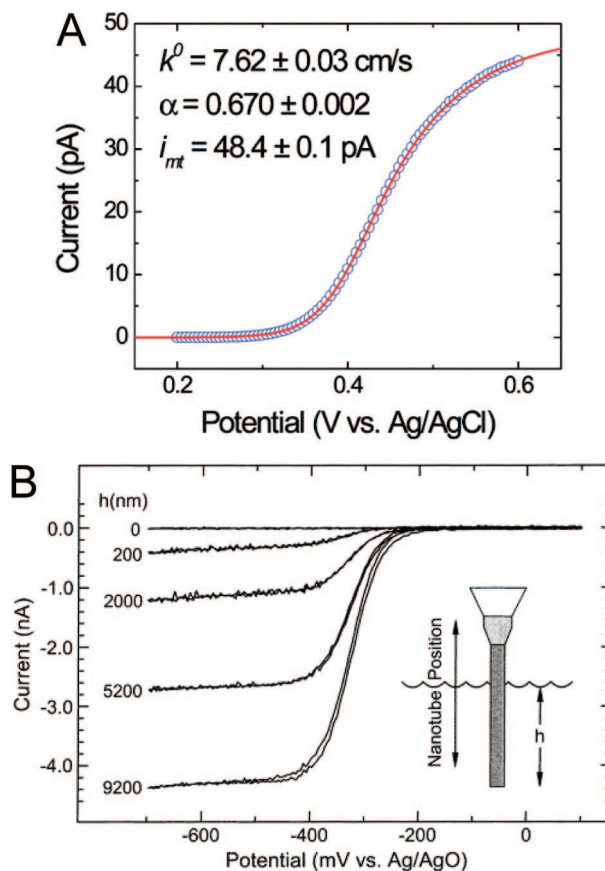 A
k⁰ = 7.62 ± 0.03 cm/s
α = 0.670 ± 0.002
i_mt = 48.4 ± 0.1 pA
50
40
30
20
10
0
Current (pA)
0.2 0.4 0.6
Potential (V vs. Ag/AgCl)
B
h(nm)
0
200
2000
5200
9200
0.0
-1.0
-2.0
-3.0
-4.0
Current (nA)
Nanotube Position
h
-600 -400 -200 0
Potential (mV vs. Ag/AgO)